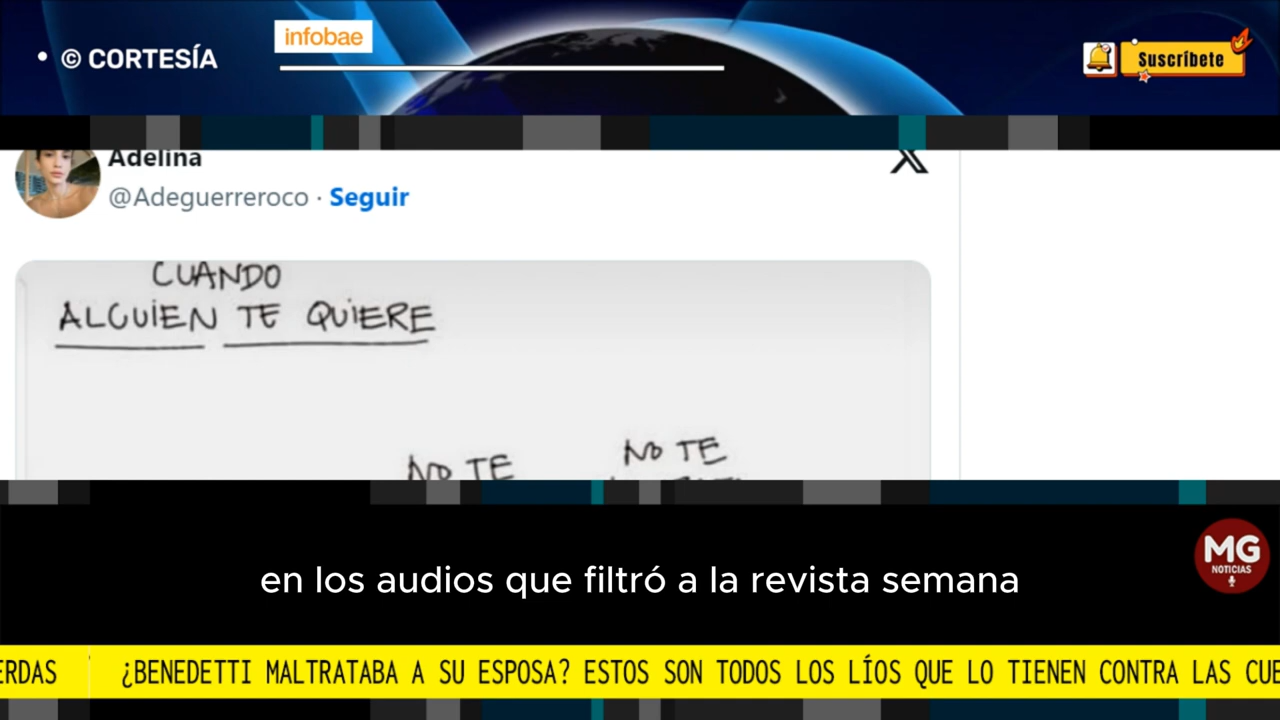 © CORTESÍA
infobae
Suscríbete
Adelina
@Adeguerreroco · Seguir
CUANDO
ALGUIEN TE QUIERE
NO TE
NO TE
en los audios que filtró a la revista semana
MG
NOTICIAS
ERDAS ¿BENEDETTI MALTRATABA A SU ESPOSA? ESTOS SON TODOS LOS LÍOS QUE LO TIENEN CONTRA LAS CUE